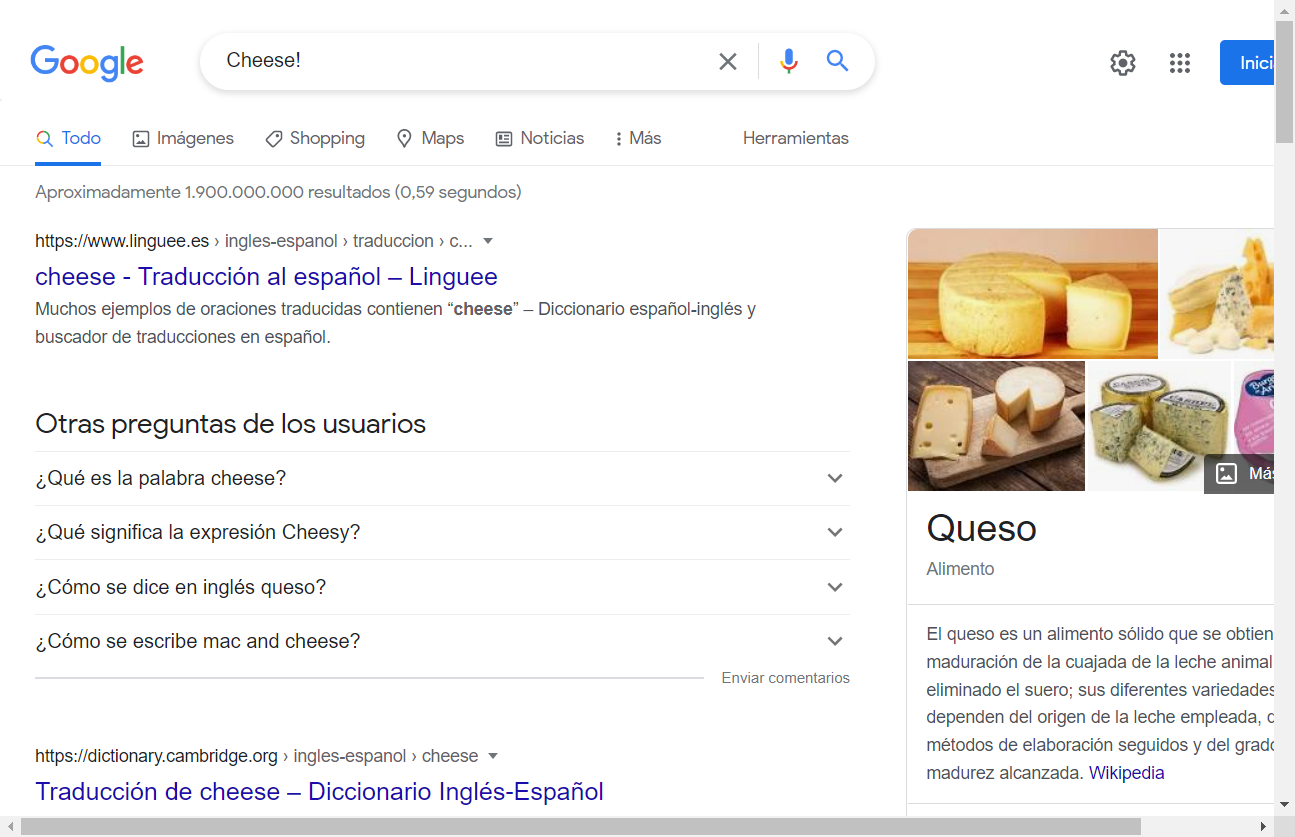 Google
Cheese!
Todo
Imágenes
Shopping
Maps
Noticias
Más
Herramientas
Aproximadamente 1.900.000.000 resultados (0,59 segundos)
https://www.linguee.es › ingles-espanol › traduccion › c...
cheese - Traducción al español – Linguee
Muchos ejemplos de oraciones traducidas contienen “cheese” – Diccionario español-inglés y
buscador de traducciones en español.
Otras preguntas de los usuarios
¿Qué es la palabra cheese?
¿Qué significa la expresión Cheesy?
¿Cómo se dice en inglés queso?
¿Cómo se escribe mac and cheese?
Enviar comentarios
https://dictionary.cambridge.org › ingles-espanol › cheese
Traducción de cheese – Diccionario Inglés-Español
Queso
Alimento
El queso es un alimento sólido que se obtien
maduración de la cuajada de la leche animal
eliminado el suero; sus diferentes variedades
dependen del origen de la leche empleada,
métodos de elaboración seguidos y del grado
madurez alcanzada. Wikipedia